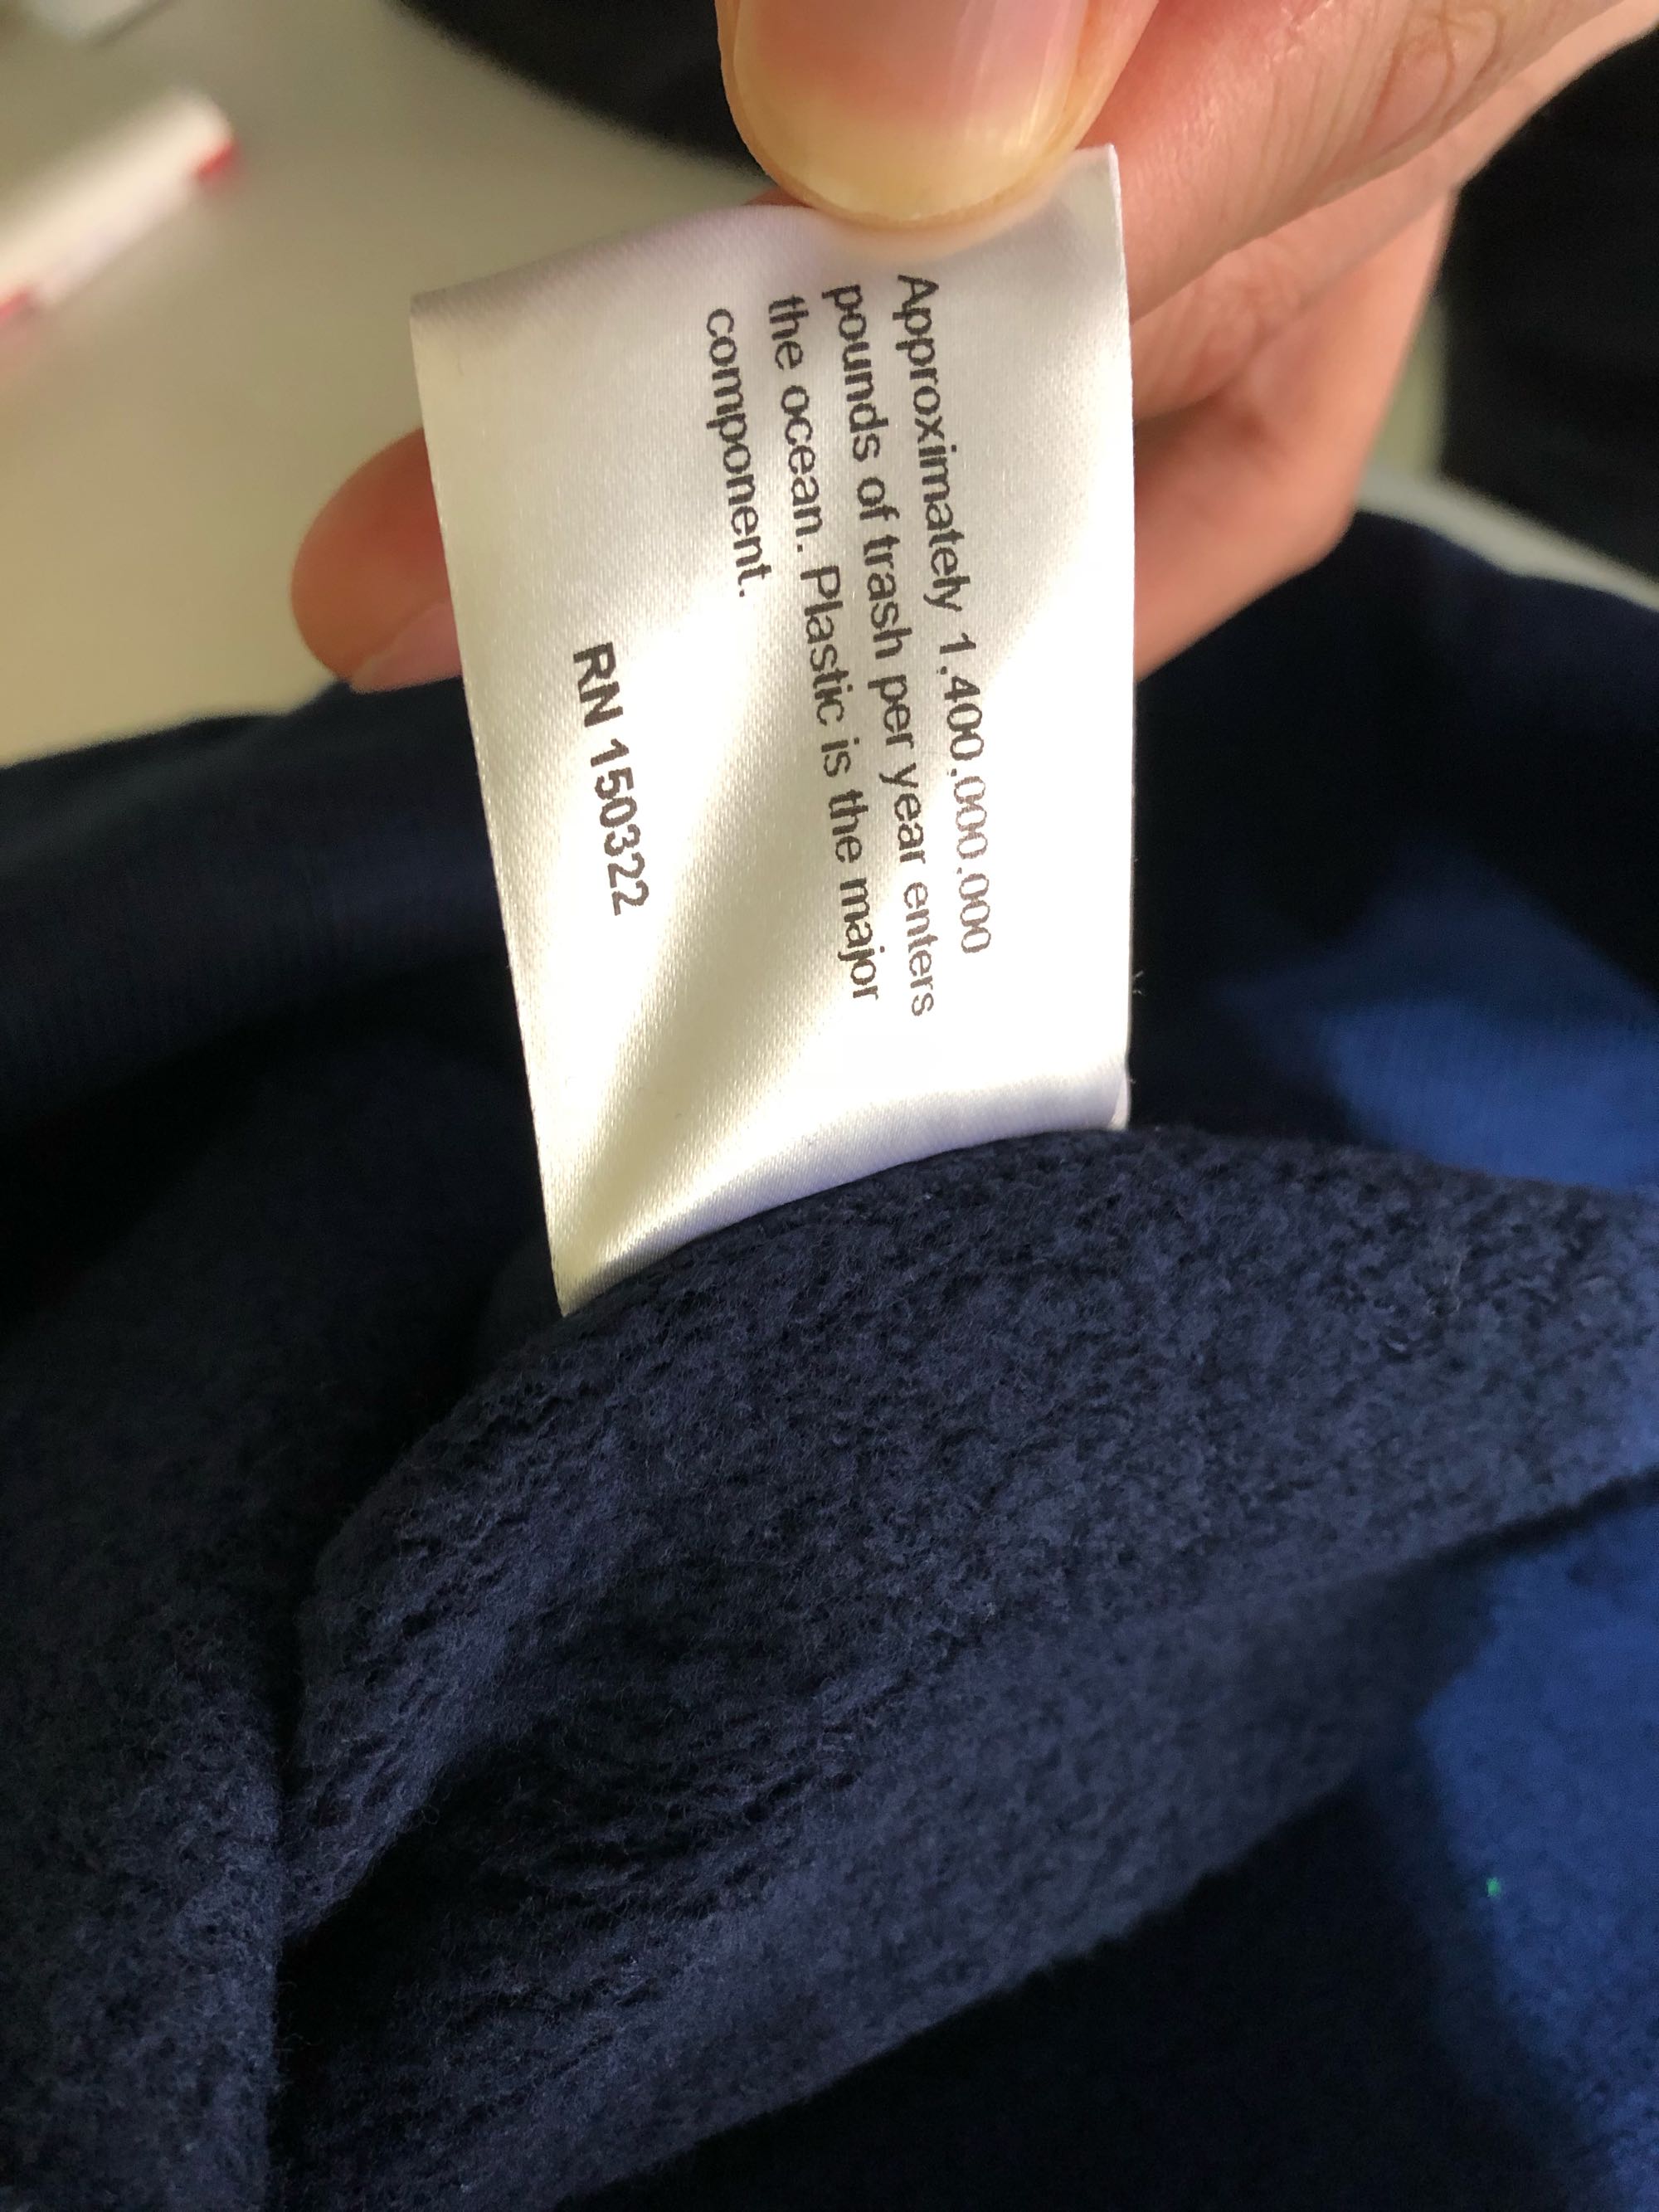 Approximately 1,400,000,000
pounds of trash per year enters
the ocean. Plastic is the major
component.
RN 150322